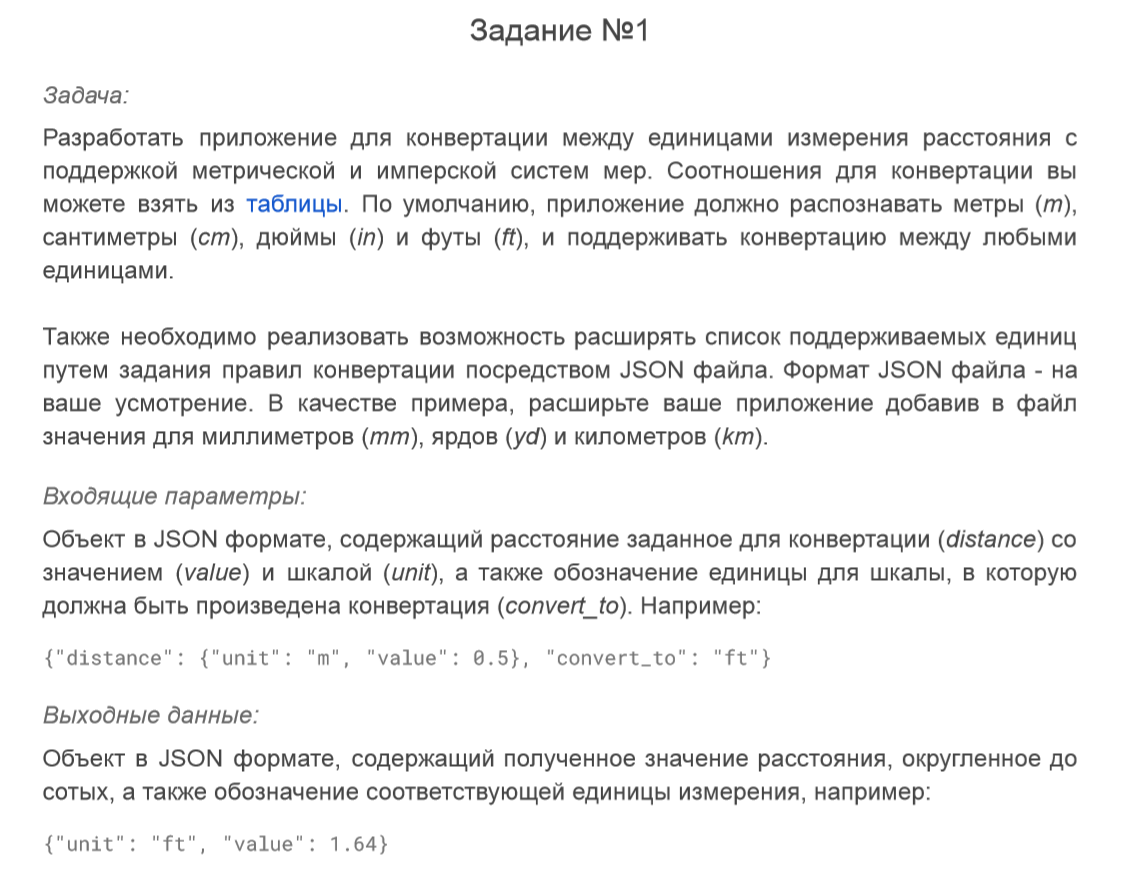 Задание №1
Задача:
Разработать приложение для конвертации между единицами измерения расстояния с
поддержкой метрической и имперской систем мер. Соотношения для конвертации вы
можете взять из таблицы. По умолчанию, приложение должно распознавать метры (m),
сантиметры (cm), дюймы (in) и футы (ft), и поддерживать конвертацию между любыми
единицами.
Также необходимо реализовать возможность расширять список поддерживаемых единиц
путем задания правил конвертации посредством JSON файла. Формат JSON файла - на
ваше усмотрение. В качестве примера, расширьте ваше приложение добавив в файл
значения для миллиметров (mm), ярдов (yd) и километров (km).
Входящие параметры:
Объект в JSON формате, содержащий расстояние заданное для конвертации (distance) со
значением (value) и шкалой (unit), а также обозначение единицы для шкалы, в которую
должна быть произведена конвертация (convert_to). Например:
{"distance": {"unit": "m", "value": 0.5}, "convert_to": "ft"}
Выходные данные:
Объект в JSON формате, содержащий полученное значение расстояния, округленное до
сотых, а также обозначение соответствующей единицы измерения, например:
{"unit": "ft", "value": 1.64}